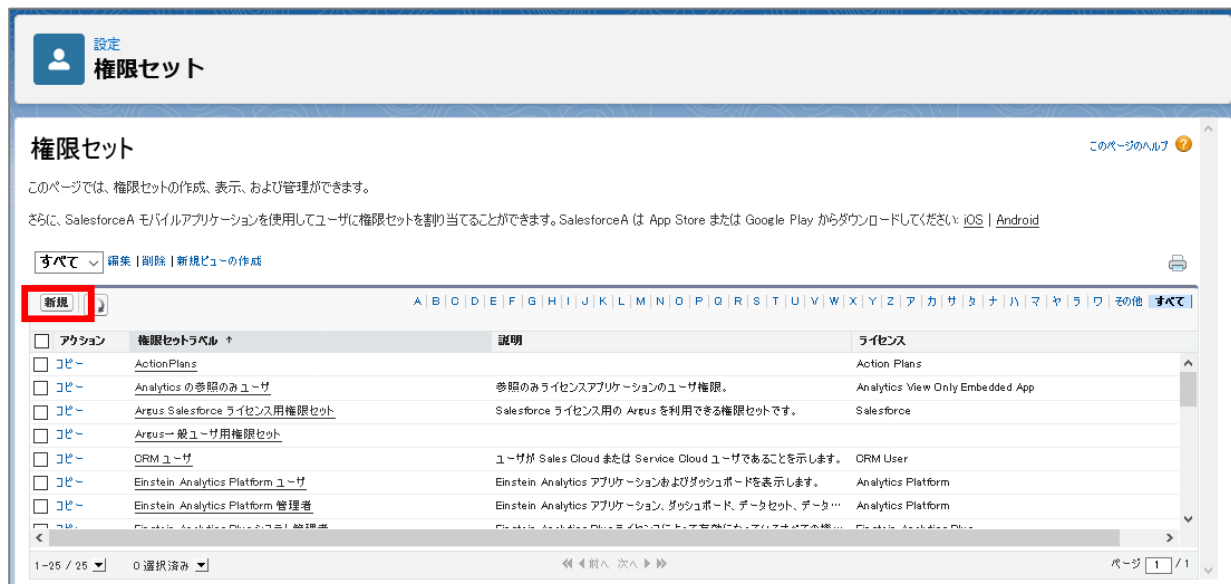 設定
権限セット
権限セット
このページのヘルプ ?
このページでは、権限セットの作成、表示、および管理ができます。
さらに、SalesforceA モバイルアプリケーションを使用してユーザに権限セットを割り当てることができます。SalesforceA は App Store または Google Play からダウンロードしてください: iOS | Android
すべて 編集 | 削除 | 新規ビューの作成
新規 A | B | C | D | E | F | G | H | I | J | K | L | M | N | O | P | Q | R | S | T | U | V | W | X | Y | Z | ア | カ | サ | タ | ナ | ハ | マ | ヤ | ラ | ワ | その他 | すべて |
アクション 権限セットラベル ↑ 説明 ライセンス
コピー ActionPlans Action Plans
コピー Analytics の参照のみユーザ 参照のみライセンスアプリケーションのユーザ権限。 Analytics View Only Embedded App
コピー Argus Salesforce ライセンス用権限セット Salesforce ライセンス用の Argus を利用できる権限セットです。 Salesforce
コピー Argus一般ユーザ用権限セット
コピー CRM ユーザ ユーザが Sales Cloud または Service Cloud ユーザであることを示します。 CRM User
コピー Einstein Analytics Platform ユーザ Einstein Analytics アプリケーションおよびダッシュボードを表示します。 Analytics Platform
コピー Einstein Analytics Platform 管理者 Einstein Analytics アプリケーション、ダッシュボード、データセット、データ… Analytics Platform
1-25 / 25 0 選択済み 前へ 次へ ページ 1 / 1